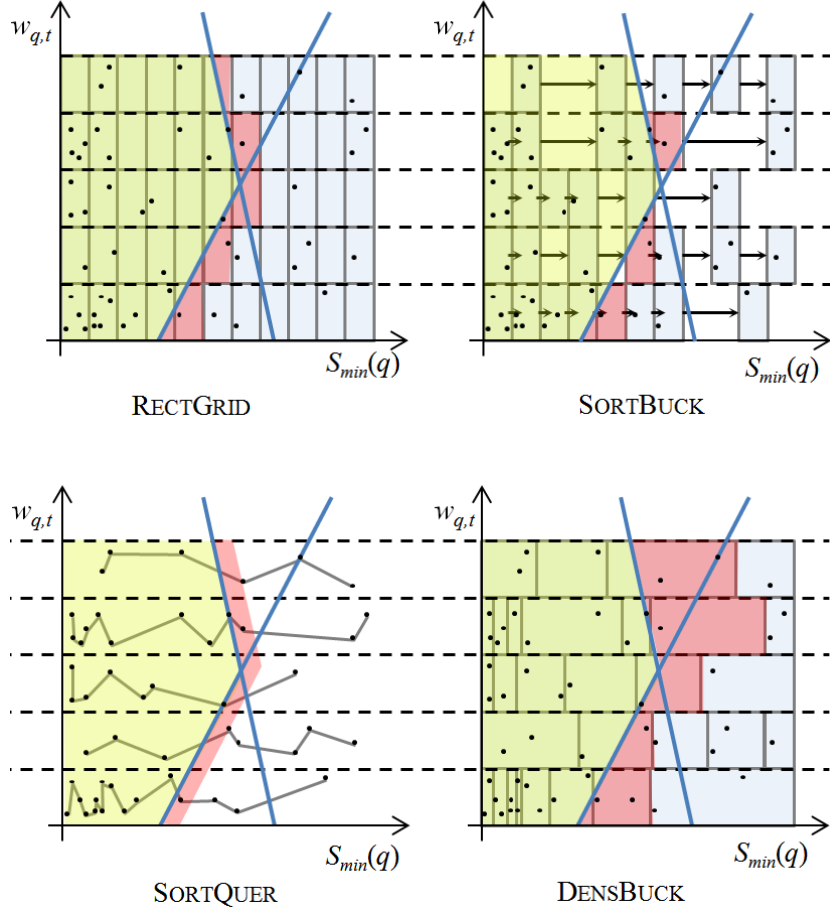 w_{q,t}
w_{q,t}
S_{min}(q)
S_{min}(q)
RECTGRID
SORTBUCK
w_{q,t}
w_{q,t}
S_{min}(q)
S_{min}(q)
SORTQUER
DENSBUCK